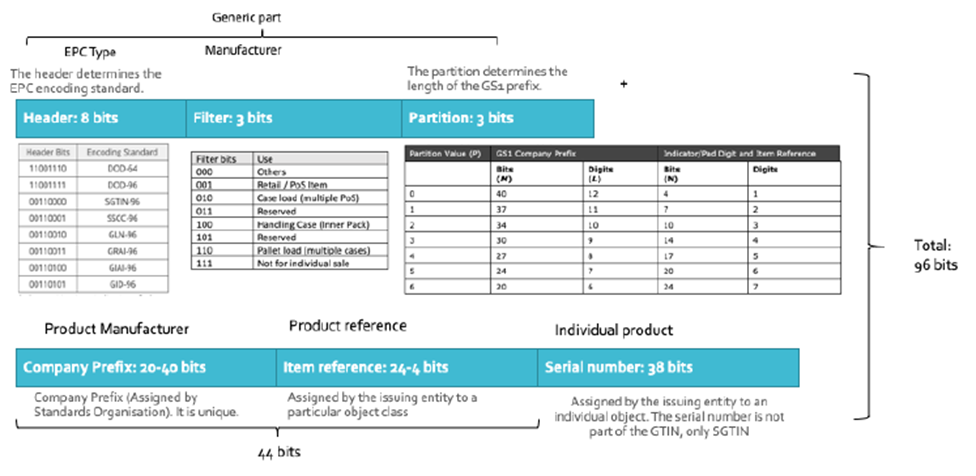 Generic part
EPC Type
Manufacturer
The header determines the
EPC encoding standard.
The partition determines the
length of the GS1 prefix.
+
Header: 8 bits
Filter: 3 bits
Partition: 3 bits
Header Bits Encoding Standard
11001110 DOD-64
11001111 DOD-96
00110000 SGTIN-96
00110001 SSCC-96
00110010 GLN-96
00110011 GRAI-96
00110100 GIAI-96
00110101 GID-96
Filter bits Use
000 Others
001 Retail / PoS Item
010 Case load (multiple PoS)
011 Reserved
100 Handling Case (Inner Pack)
101 Reserved
110 Pallet load (multiple cases)
111 Not for individual sale
Partition Value (P) GS1 Company Prefix Indicator/Pad Digit and Item Reference
Bits Digits Bits Digits
(M) (L) (N)
0 40 12 4 1
1 37 11 7 2
2 34 10 10 3
3 30 9 14 4
4 27 8 17 5
5 24 7 20 6
6 20 6 24 7
Total:
96 bits
Product Manufacturer
Product reference
Individual product
Company Prefix: 20-40 bits
Item reference: 24-4 bits
Serial number: 38 bits
Company Prefix (Assigned by
Standards Organisation). It is unique.
Assigned by the issuing entity to a
particular object class
Assigned by the issuing entity to an
individual object. The serial number is not
part of the GTIN, only SGTIN
44 bits